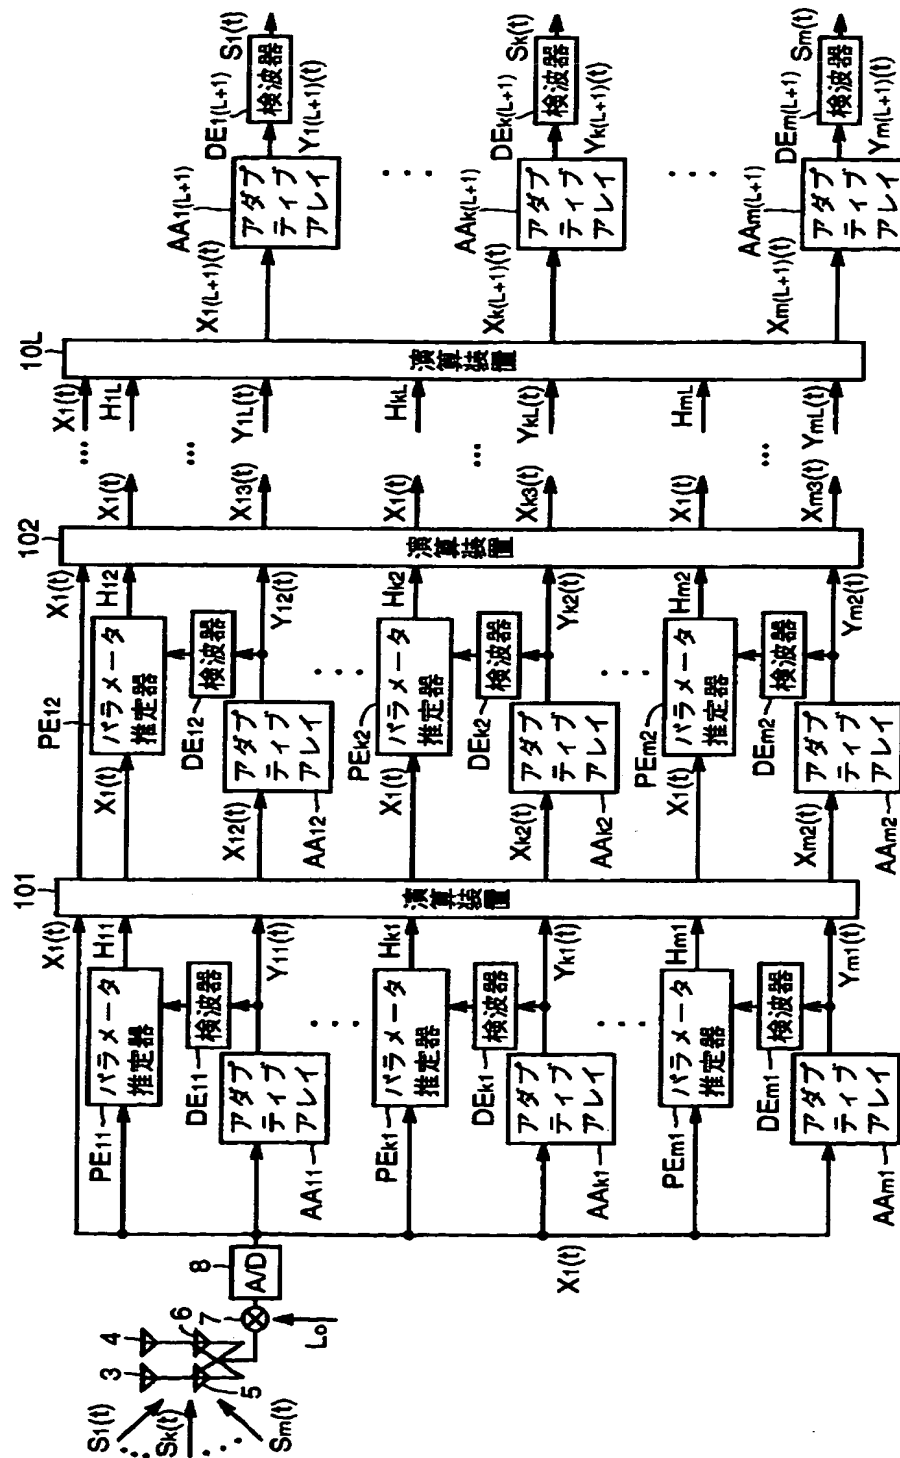 S1(t)
Sk(t)
Sm(t)
3
4
5
6
7
Lo
8
A/D
X1(t)
X1(t)
PE11
パラメータ
推定器
H11
DE11
検波器
アダプ
ティブ
アレイ
AA11
Y11(t)
PEk1
パラメータ
推定器
Hk1
DEk1
検波器
アダプ
ティブ
アレイ
AAk1
Yk1(t)
PEm1
パラメータ
推定器
Hm1
DEm1
検波器
アダプ
ティブ
アレイ
AAm1
Ym1(t)
101
演算装置
X1(t)
PE12
X1(t)
パラメータ
推定器
H12
DE12
検波器
X12(t)
アダプ
ティブ
アレイ
AA12
Y12(t)
PEk2
X1(t)
パラメータ
推定器
Hk2
DEk2
検波器
Xk2(t)
アダプ
ティブ
アレイ
AAk2
Yk2(t)
PEm2
X1(t)
パラメータ
推定器
Hm2
DEm2
検波器
Xm2(t)
アダプ
ティブ
アレイ
AAm2
Ym2(t)
102
演算装置
X1(t)
X13(t)
X1(t)
Xk3(t)
X1(t)
Xm3(t)
X1(t)
H1L
Y1L(t)
HkL
YkL(t)
HmL
YmL(t)
10L
演算装置
X1(L+1)(t)
AA1(L+1)
アダプ
ティブ
アレイ
Y1(L+1)(t)
DE1(L+1)
検波器
S1(t)
Xk(L+1)(t)
AAk(L+1)
アダプ
ティブ
アレイ
Yk(L+1)(t)
DEk(L+1)
検波器
Sk(t)
Xm(L+1)(t)
AAm(L+1)
アダプ
ティブ
アレイ
Ym(L+1)(t)
DEm(L+1)
検波器
Sm(t)